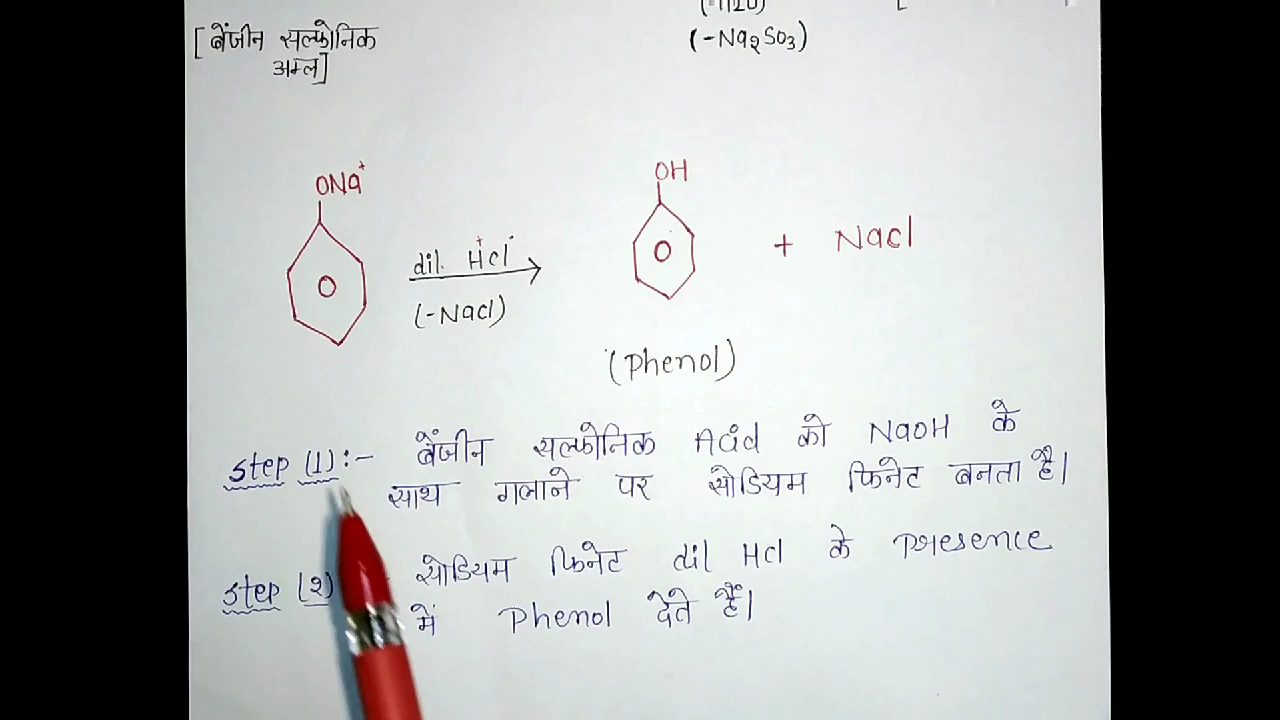 [बेंजीन सल्फोनिक
अम्ल]
(-Na2SO3)
ONa+
OH
dil. H+Cl-
(-NaCl)
+ NaCl
(Phenol)
step (1):- बेंजीन सल्फोनिक Acid को NaOH के
साथ गलाने पर सोडियम फिनेट बनता है।
step (2) सोडियम फिनेट dil HCl के Presence
में Phenol देते हैं।